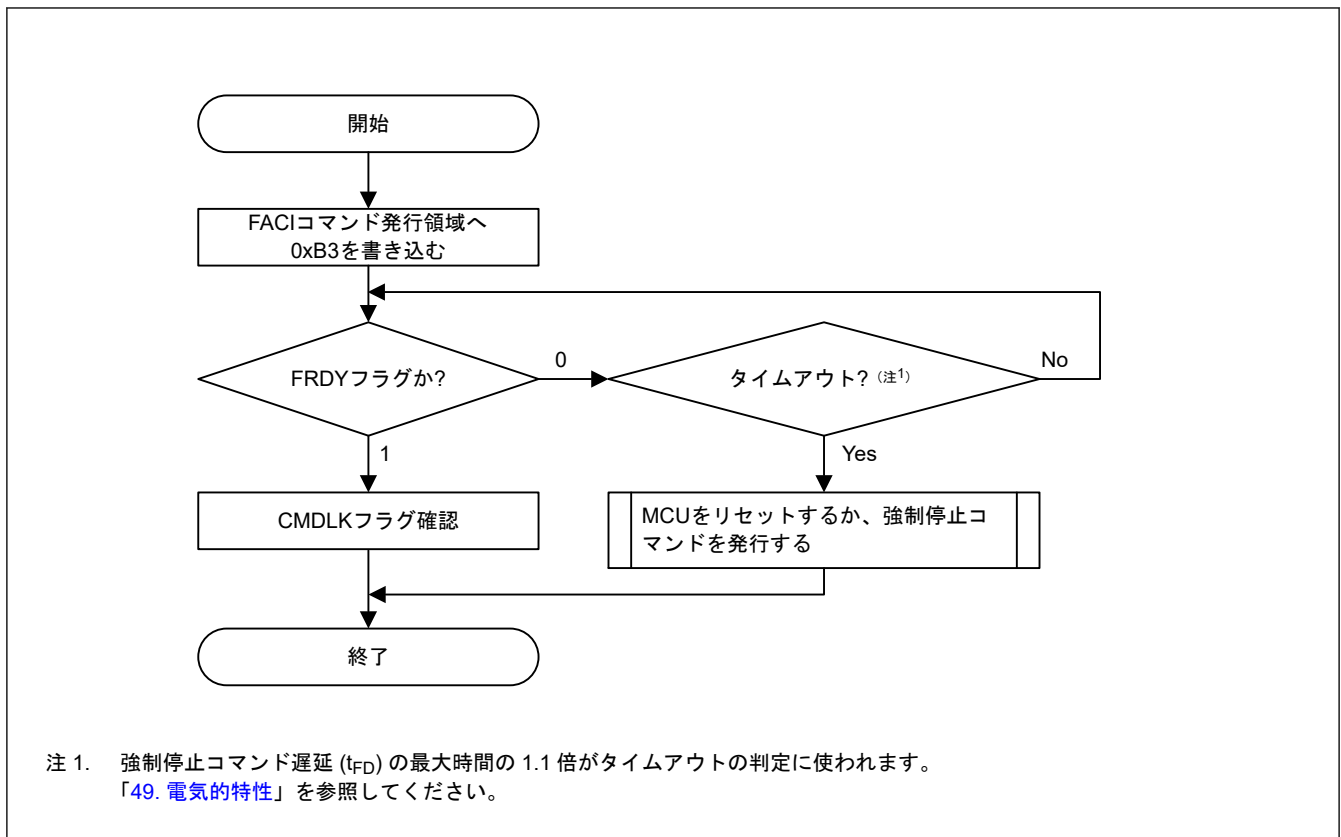 開始
FACIコマンド発行領域へ
0xB3を書き込む
FRDYフラグか?
0
タイムアウト? (注1)
No
1
Yes
CMDLKフラグ確認
MCUをリセットするか、強制停止コ
マンドを発行する
終了
注 1. 強制停止コマンド遅延 (tFD) の最大時間の 1.1 倍がタイムアウトの判定に使われます。
「49. 電気的特性」を参照してください。